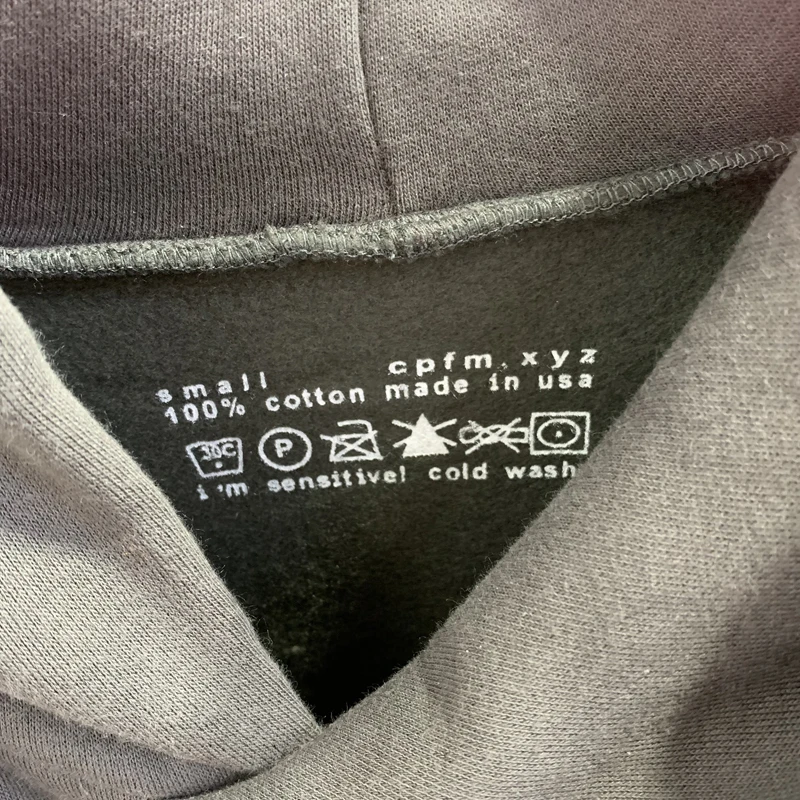 small cpfm.xyz
100% cotton made in usa
30C P
i'm sensitive! cold wash